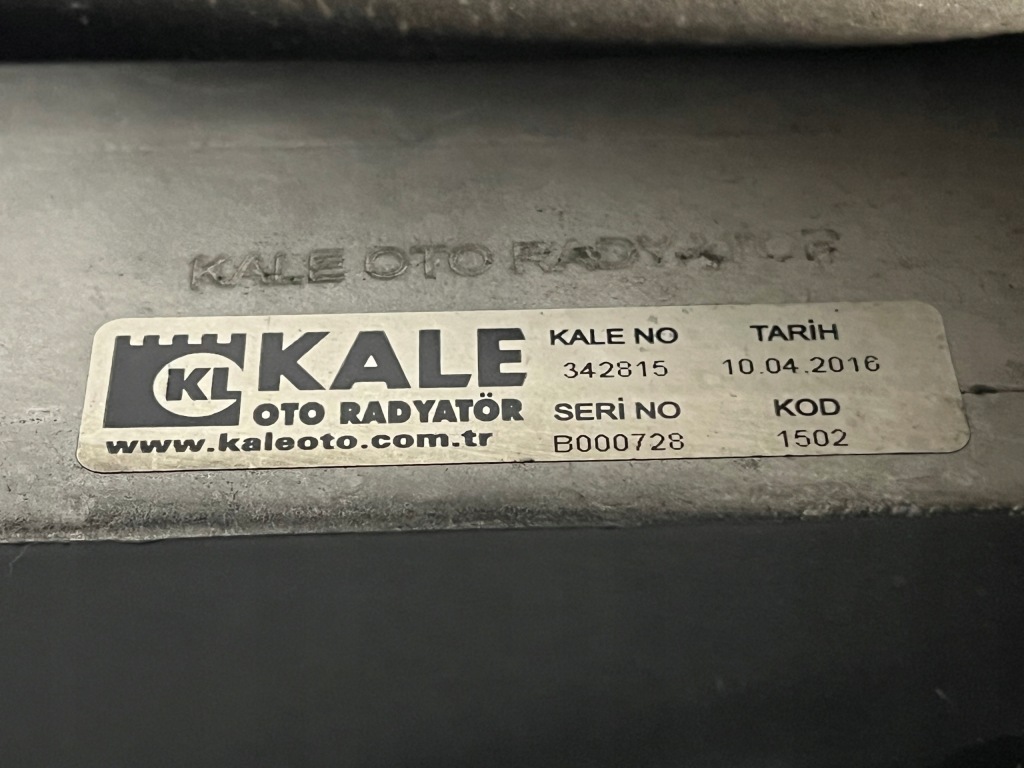 KALE OTO RADYATOR
KL KALE
OTO RADYATÖR
www.kaleoto.com.tr
KALE NO
342815
TARİH
10.04.2016
SERİ NO
B000728
KOD
1502